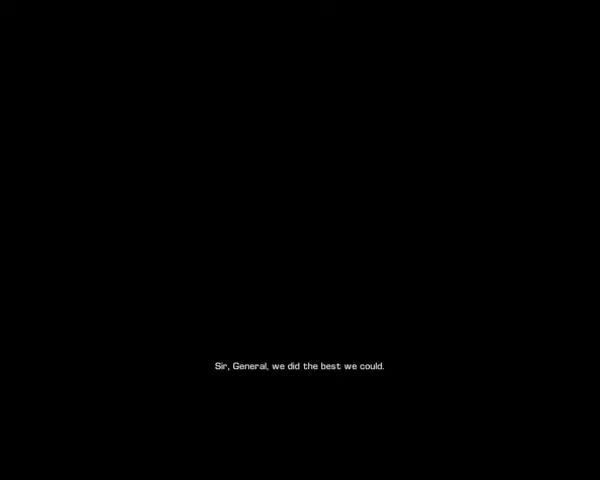 Sir, General, we did the best we could.